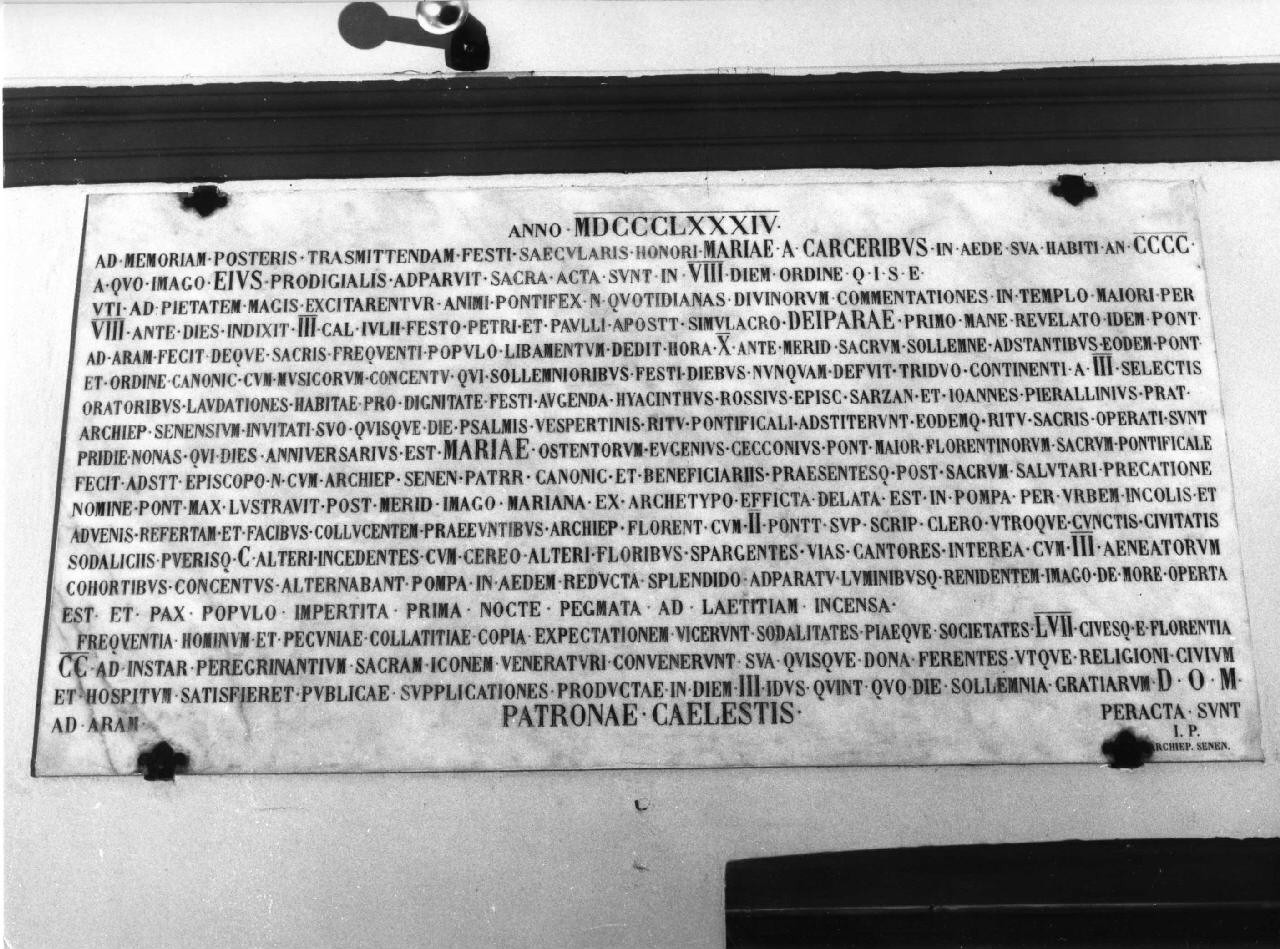 ANNO · MDCCCLXXXIV ·
AD · MEMORIAM · POSTERIS · TRASMITTENDAM · FESTI · SAECVLARIS · HONORI · MARIAE · A · CARCERIBVS · IN · AEDE · SVA · HABITI · AN · CCCC ·
A · QVO · IMAGO · EIVS · PRODIGIALIS · ADPARVIT · SACRA · ACTA · SVNT · IN · VIII · DIEM · ORDINE · Q · I · S · E ·
VTI · AD · PIETATEM · MAGIS · EXCITARENTVR · ANIMI · PONTIFEX · N · QVOTIDIANAS · DIVINORVM · COMMENTATIONES · IN · TEMPLO · MAIORI · PER
VIII · ANTE · DIES · INDIXIT · III · CAL · IVLII · FESTO · PETRI · ET · PAVLLI · APOSTT · SIMVLACRO · DEIPARAE · PRIMO · MANE · REVELATO · IDEM · PONT ·
AD · ARAM · FECIT · DEQVE · SACRIS · FREQVENTI · POPVLO · LIBAMENTVM · DEDIT · HORA · X · ANTE · MERID · SACRVM · SOLLEMNE · ADSTANTIBVS · EODEM · PONT ·
ET · ORDINE · CANONIC · CVM · MVSICORVM · CONCENTV · QVI · SOLLEMNIORIBVS · FESTI · DIEBVS · NVNQVAM · DEFVIT · TRIDVO · CONTINENTI · A · III · SELECTIS
ORATORIBVS · LAVDATIONES · HABITAE · PRO · DIGNITATE · FESTI · AVGENDA · HYACINTHVS · ROSSIVS · EPISC · SARZAN · ET · IOANNES · PIERALLINIVS · PRAT ·
ARCHIEP · SENENSIVM · INVITATI · SVO · QVISQVE · DIE · PSALMIS · VESPERTINIS · RITV · PONTIFICALI · ADSTITERVNT · EODEMQ · RITV · SACRIS · OPERATI · SVNT
PRIDIE · NONAS · QVI · DIES · ANNIVERSARIVS · EST · MARIAE · OSTENTORVM · EVGENIVS · CECCONIVS · PONT · MAIOR · FLORENTINORVM · SACRVM · PONTIFICALE
FECIT · ADSTT · EPISCOPO · N · CVM · ARCHIEP · SENEN · PATRR · CANONIC · ET · BENEFICIARIIS · PRAESENTESQ · POST · SACRVM · SALVTARI · PRECATIONE
NOMINE · PONT · MAX · LVSTRAVIT · POST · MERID · IMAGO · MARIANA · EX · ARCHETYPO · EFFICTA · DELATA · EST · IN · POMPA · PER · VRBEM · INCOLIS · ET
ADVENIS · REFERTAM · ET · FACIBVS · COLLVCENTEM · PRAEEVNTIBVS · ARCHIEP · FLORENT · CVM · II · PONTT · SVP · SCRIP · CLERO · VTROQVE · CVNCTIS · CIVITATIS
SODALICIIS · PVERISQ · C · ALTERI · INCEDENTES · CVM · CEREO · ALTERI · FLORIBVS · SPARGENTES · VIAS · CANTORES · INTEREA · CVM · III · AENEATORVM
COHORTIBVS · CONCENTVS · ALTERNABANT · POMPA · IN · AEDEM · REDVCTA · SPLENDIDO · ADPARATV · LVMINIBVSQ · RENIDENTEM · IMAGO · DE · MORE · OPERTA
EST · ET · PAX · POPVLO · IMPERTITA · PRIMA · NOCTE · PEGMATA · AD · LAETITIAM · INCENSA ·
FREQVENTIA · HOMINVM · ET · PECVNIAE · COLLATITIAE · COPIA · EXPECTATIONEM · VICERVNT · SODALITATES · PIAEQVE · SOCIETATES · LVII · CIVESQ · E · FLORENTIA
CC · AD · INSTAR · PEREGRINANTIVM · SACRAM · ICONEM · VENERATVRI · CONVENERVNT · SVA · QVISQVE · DONA · FERENTES · VTQVE · RELIGIONI · CIVIVM
ET · HOSPITVM · SATISFIERET · PVBLICAE · SVPPLICATIONES · PRODVCTAE · IN · DIEM · III · IDVS · QVINT · QVO · DIE · SOLLEMNIA · GRATIARVM · D · O · M ·
AD · ARAM · PATRONAE · CAELESTIS · PERACTA · SVNT
I. P.
ARCHIEP. SENEN.